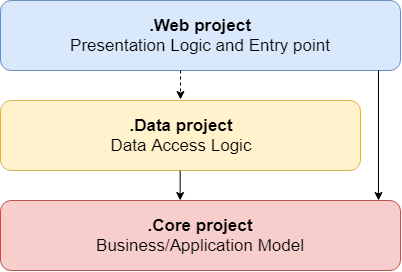 .Web project
Presentation Logic and Entry point
.Data project
Data Access Logic
.Core project
Business/Application Model